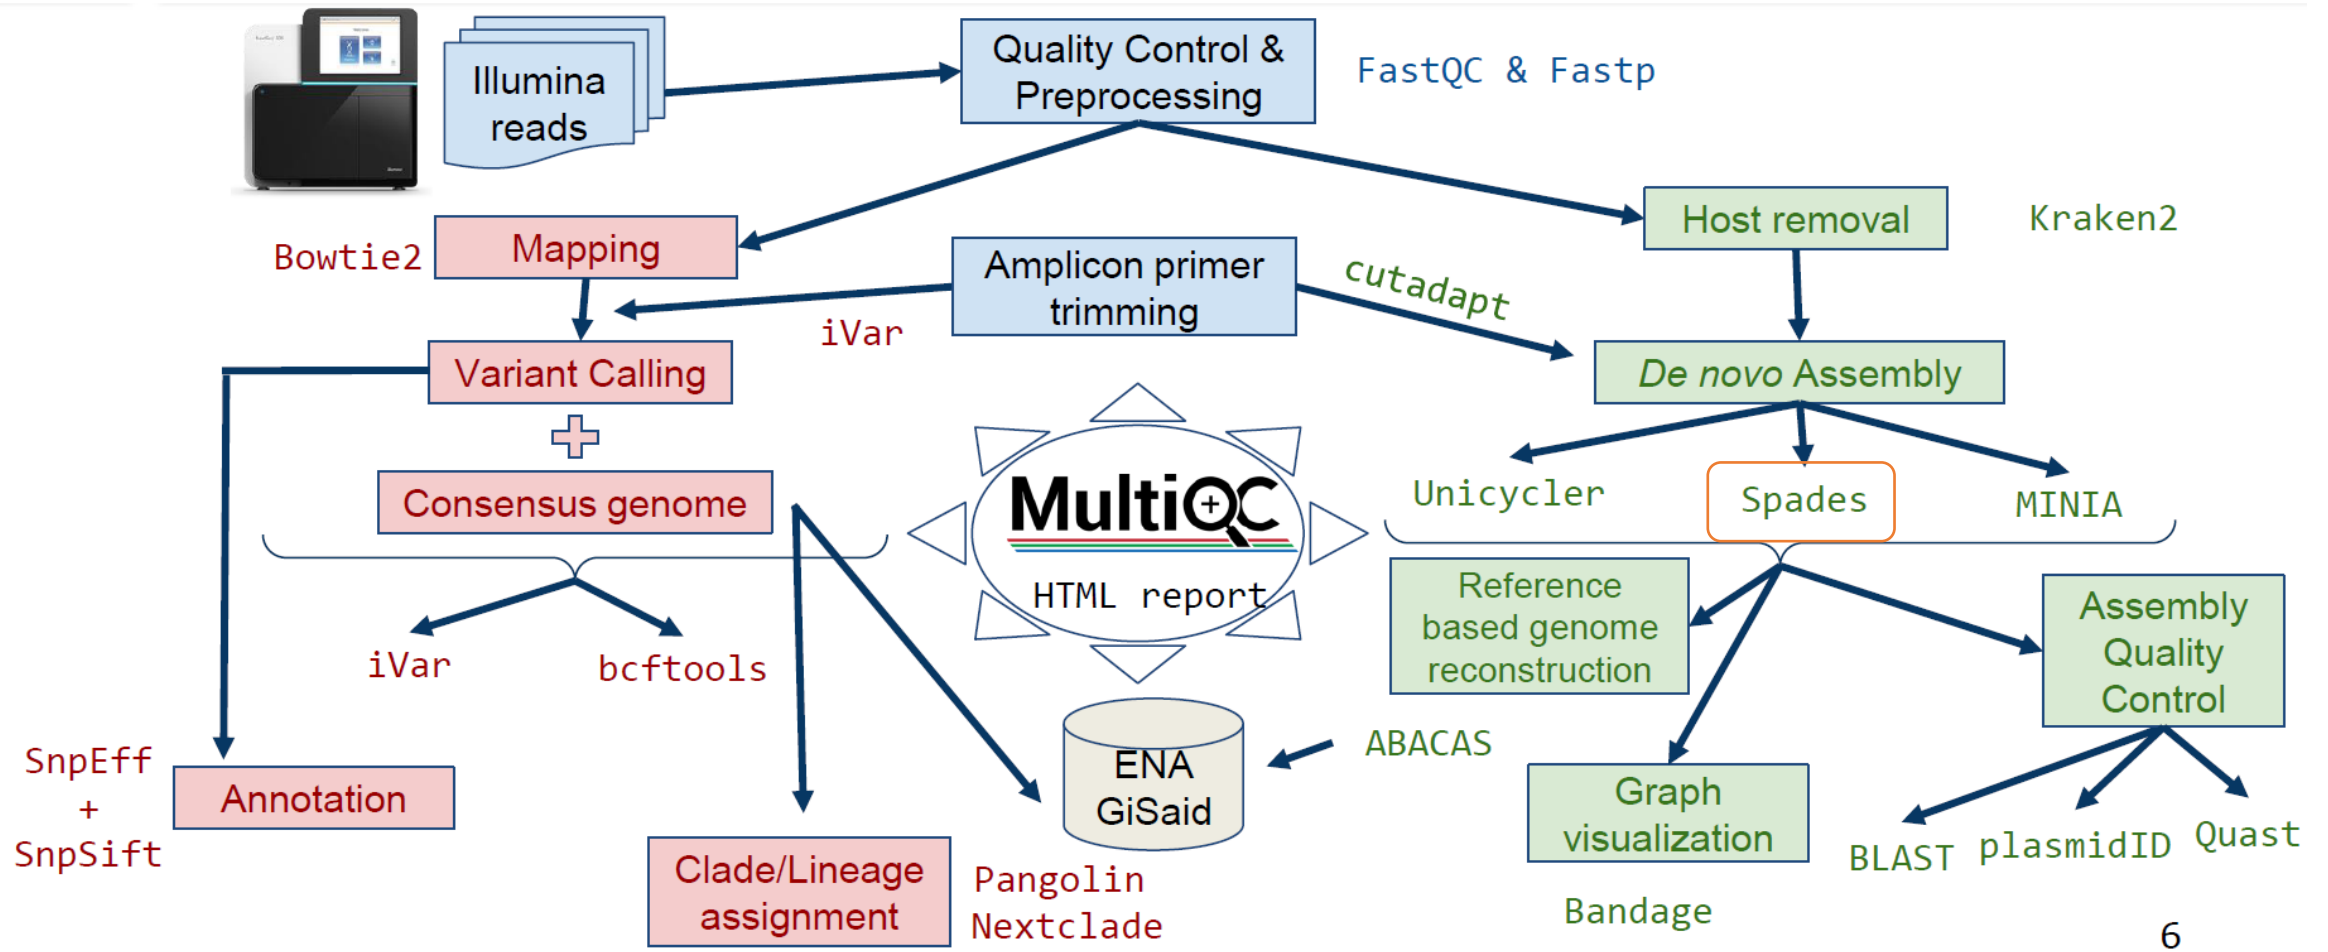 Illumina
reads
Quality Control &
Preprocessing
FastQC & Fastp
Bowtie2
Mapping
Host removal
Kraken2
Amplicon primer
trimming
cutadapt
iVar
Variant Calling
De novo Assembly
Consensus genome
MultiQC
HTML report
Unicycler
Spades
MINIA
iVar
bcftools
Reference
based genome
reconstruction
Assembly
Quality
Control
SnpEff
+
SnpSift
Annotation
ENA
GiSaid
ABACAS
Graph
visualization
Bandage
BLAST
plasmidID
Quast
Clade/Lineage
assignment
Pangolin
Nextclade
6